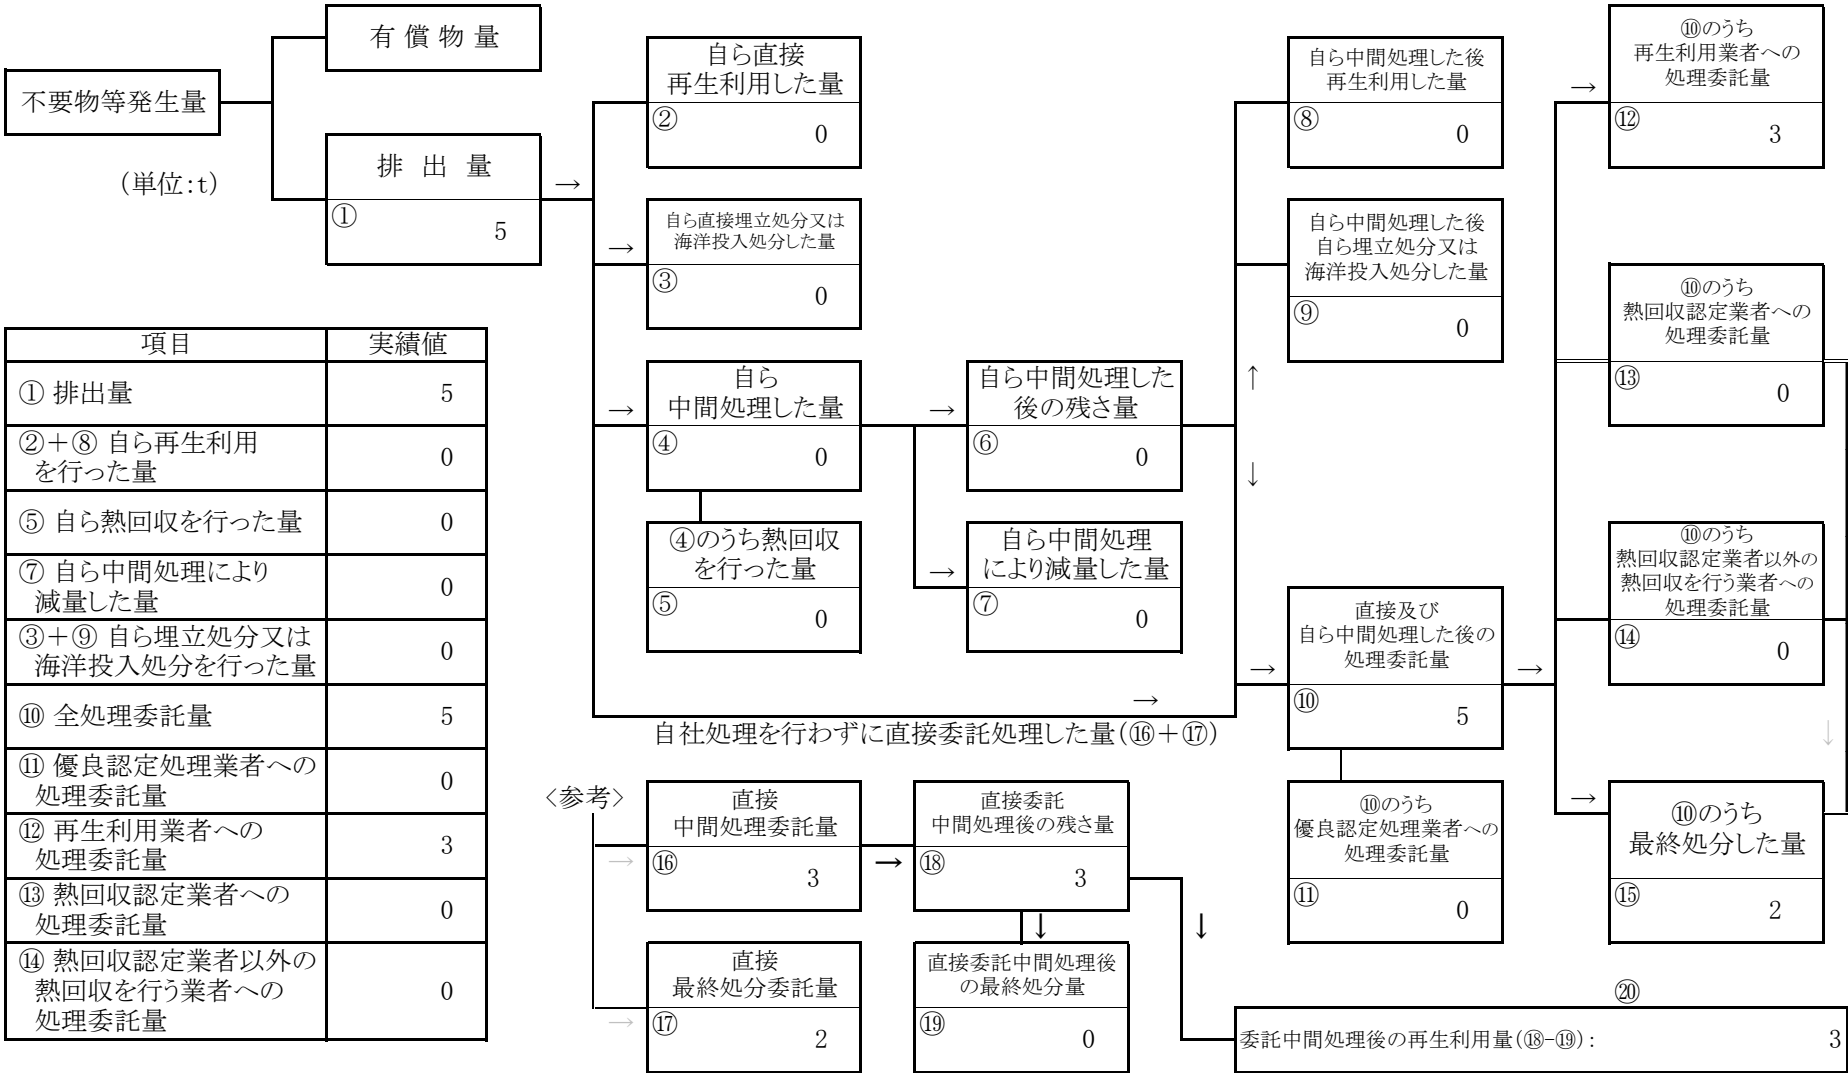 有 償 物 量
不要物等発生量
(単位:t)
排 出 量
①
5
→
自ら直接
再生利用した量
②
0
→
自ら直接埋立処分又は
海洋投入処分した量
③
0
→
自ら
中間処理した量
④
0
④のうち熱回収
を行った量
⑤
0
→
自ら中間処理した
後の残さ量
⑥
0
→
自ら中間処理
により減量した量
⑦
0
自ら中間処理した後
再生利用した量
⑧
0
自ら中間処理した後
自ら埋立処分又は
海洋投入処分した量
⑨
0
↑
↓
→
自社処理を行わずに直接委託処理した量(⑯+⑰)
→
直接及び
自ら中間処理した後の
処理委託量
⑩
5
→
⑩のうち
優良認定処理業者への
処理委託量
⑪
0
→
⑩のうち
再生利用業者への
処理委託量
⑫
3
⑩のうち
熱回収認定業者への
処理委託量
⑬
0
⑩のうち
熱回収認定業者以外の
熱回収を行う業者への
処理委託量
⑭
0
↓
→
⑩のうち
最終処分した量
⑮
2
項目 実績値
① 排出量 5
②+⑧ 自ら再生利用
を行った量 0
⑤ 自ら熱回収を行った量 0
⑦ 自ら中間処理により
減量した量 0
③+⑨ 自ら埋立処分又は
海洋投入処分を行った量 0
⑩ 全処理委託量 5
⑪ 優良認定処理業者への
処理委託量 0
⑫ 再生利用業者への
処理委託量 3
⑬ 熱回収認定業者への
処理委託量 0
⑭ 熱回収認定業者以外の
熱回収を行う業者への
処理委託量 0
<参考>
→
直接
中間処理委託量
⑯
3
→
直接委託
中間処理後の残さ量
⑱
3
↓
↓
→
直接
最終処分委託量
⑰
2
直接委託中間処理後
の最終処分量
⑲
0
⑳
委託中間処理後の再生利用量(⑱-⑲): 3